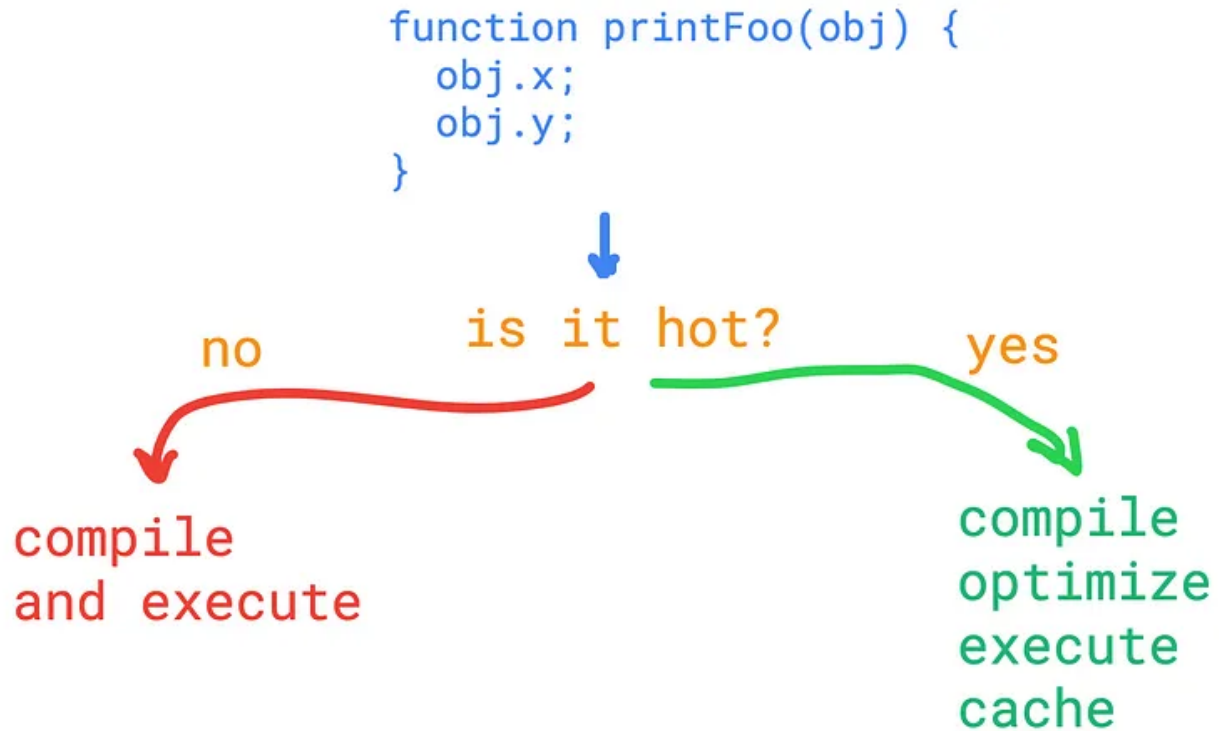 function printFoo(obj) {
  obj.x;
  obj.y;
}
is it hot?
no
yes
compile
and execute
compile
optimize
execute
cache